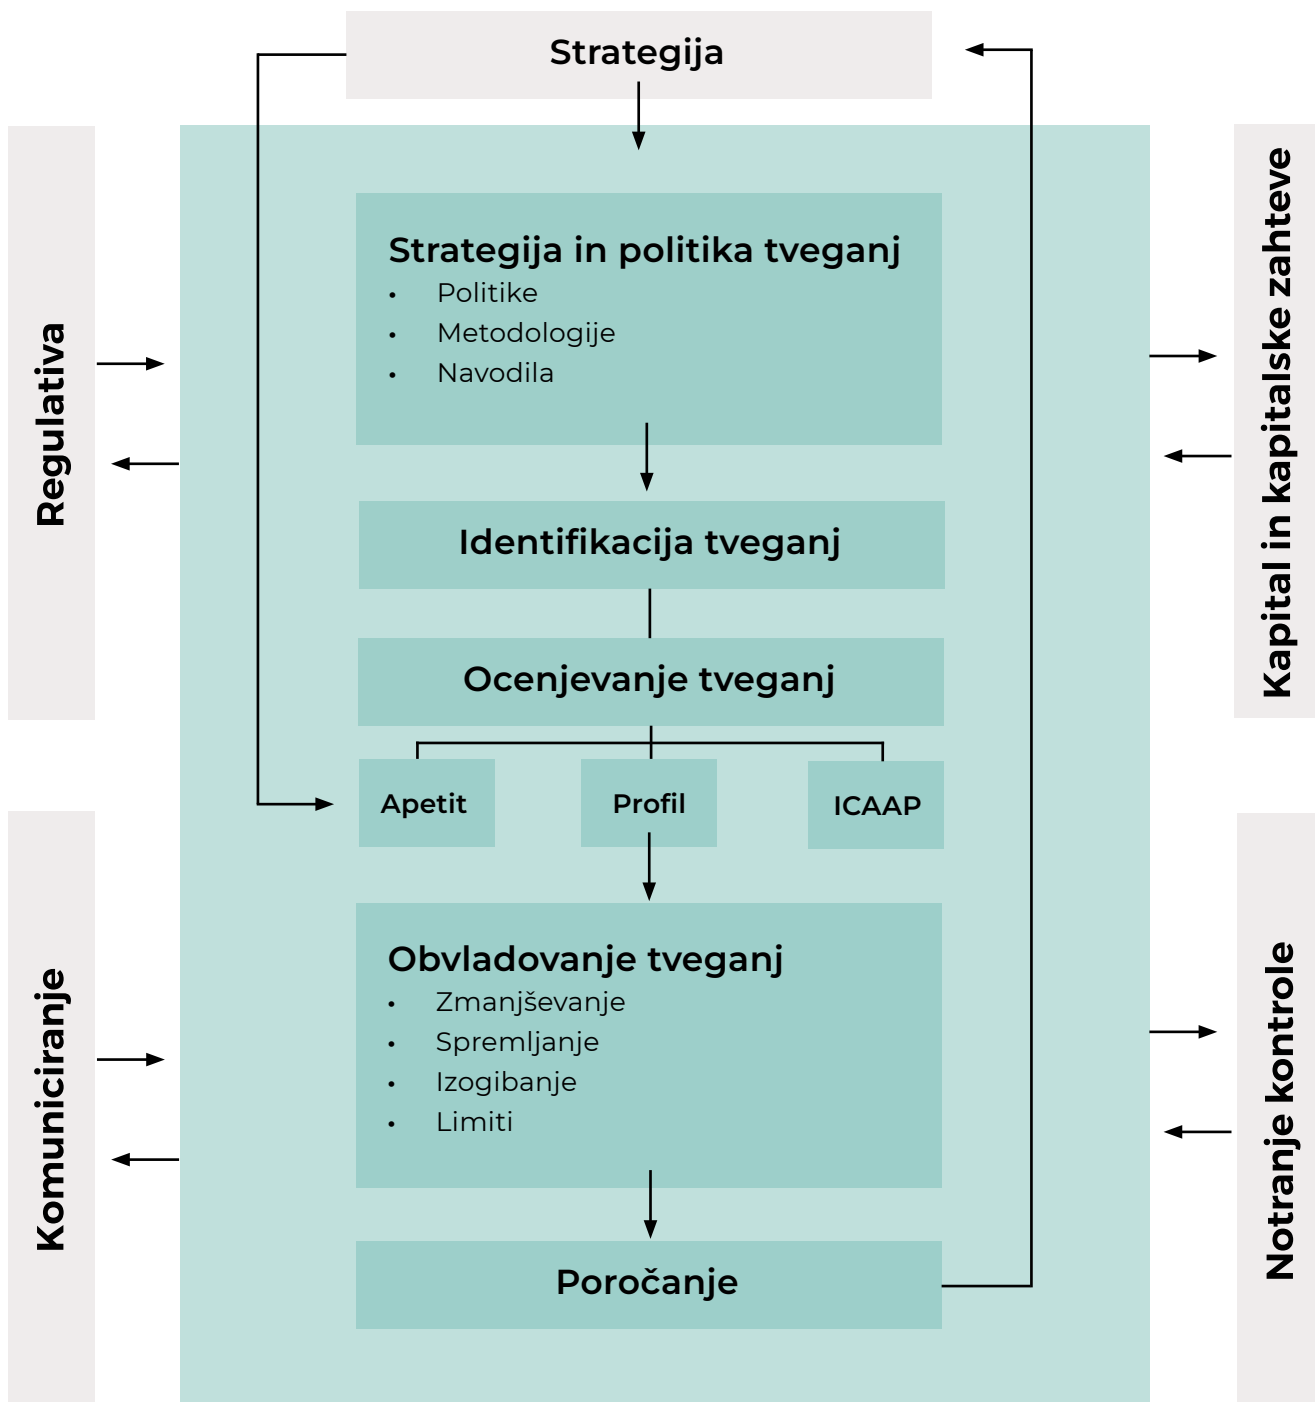 Strategija
Regulativa
Strategija in politika tveganj
• Politike
• Metodologije
• Navodila
Kapital in kapitalske zahteve
Identifikacija tveganj
Ocenjevanje tveganj
Apetit
Profil
ICAAP
Komuniciranje
Obvladovanje tveganj
• Zmanjševanje
• Spremljanje
• Izogibanje
• Limiti
Notranje kontrole
Poročanje